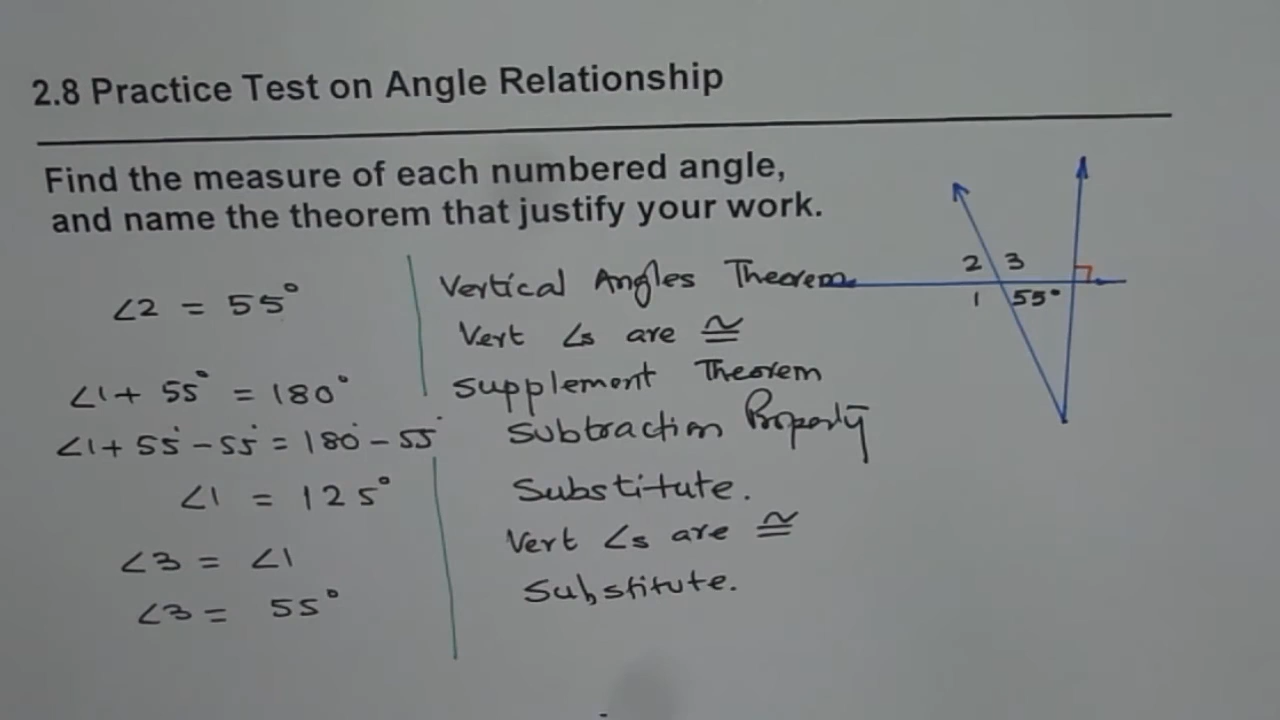 2.8 Practice Test on Angle Relationship
Find the measure of each numbered angle,
and name the theorem that justify your work.
∠2 = 55° Vertical Angles Theorem
Vert ∠s are ≅
∠1 + 55° = 180° Supplement Theorem
∠1 + 55° − 55° = 180° − 55° Subtraction Property
∠1 = 125° Substitute.
∠3 = ∠1 Vert ∠s are ≅
∠3 = 55° Substitute.
2 3
1 55°